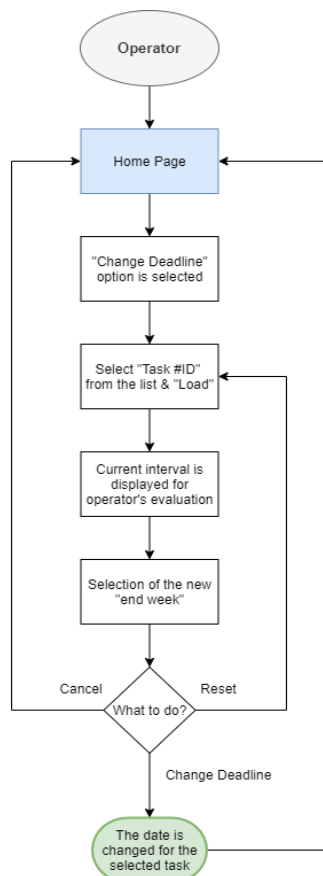 Operator
Home Page
"Change Deadline"
option is selected
Select "Task #ID"
from the list & "Load"
Current interval is
displayed for
operator's evaluation
Selection of the new
"end week"
Cancel
Reset
What to do?
Change Deadline
The date is
changed for the
selected task